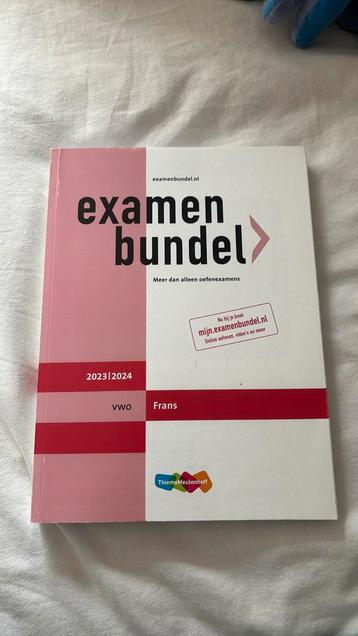 examenbundel.nl
examen
bundel
Meer dan alleen oefenexamens
Nu bij je boek
mijn.examenbundel.nl
Online oefenen, video's en meer
2023|2024
vwo
Frans
ThiemeMeulenhoff